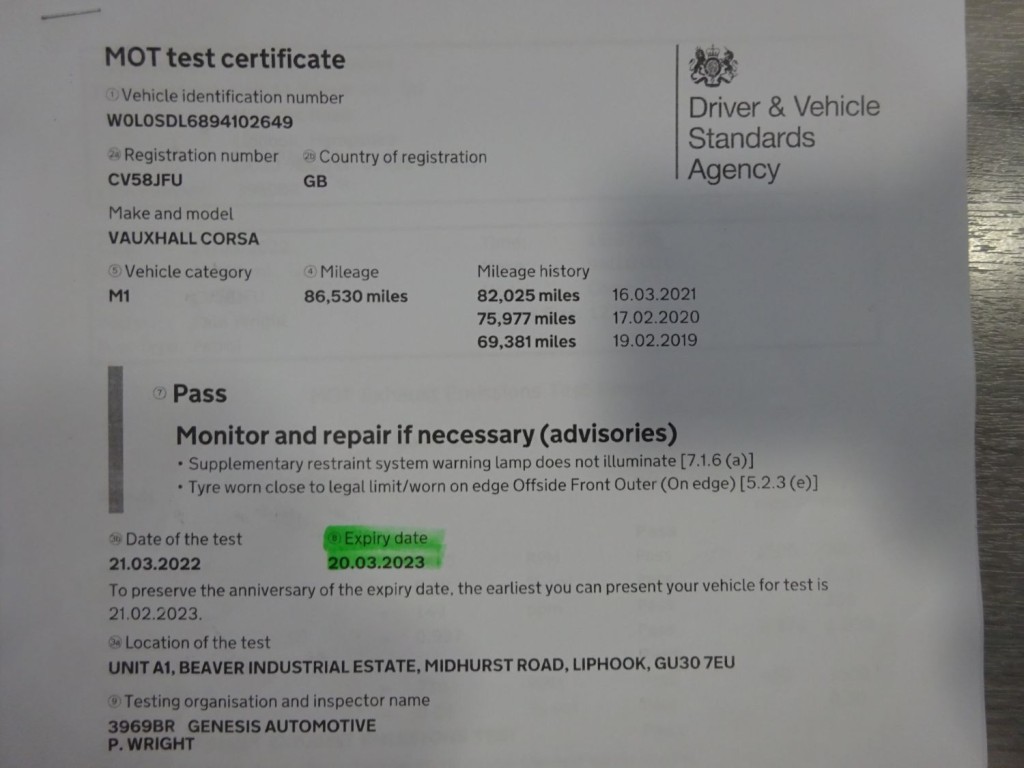 MOT test certificate
① Vehicle identification number
W0L0SDL6894102649
Registration number Country of registration
CV58JFU GB
Make and model
VAUXHALL CORSA
⑤ Vehicle category ④ Mileage Mileage history
M1 86,530 miles 82,025 miles 16.03.2021
75,977 miles 17.02.2020
69,381 miles 19.02.2019
Driver & Vehicle
Standards
Agency
⑦ Pass
Monitor and repair if necessary (advisories)
• Supplementary restraint system warning lamp does not illuminate [7.1.6 (a)]
• Tyre worn close to legal limit/worn on edge Offside Front Outer (On edge) [5.2.3 (e)]
Date of the test ⑧ Expiry date
21.03.2022 20.03.2023
To preserve the anniversary of the expiry date, the earliest you can present your vehicle for test is
21.02.2023.
Location of the test
UNIT A1, BEAVER INDUSTRIAL ESTATE, MIDHURST ROAD, LIPHOOK, GU30 7EU
⑨ Testing organisation and inspector name
3969BR GENESIS AUTOMOTIVE
P. WRIGHT